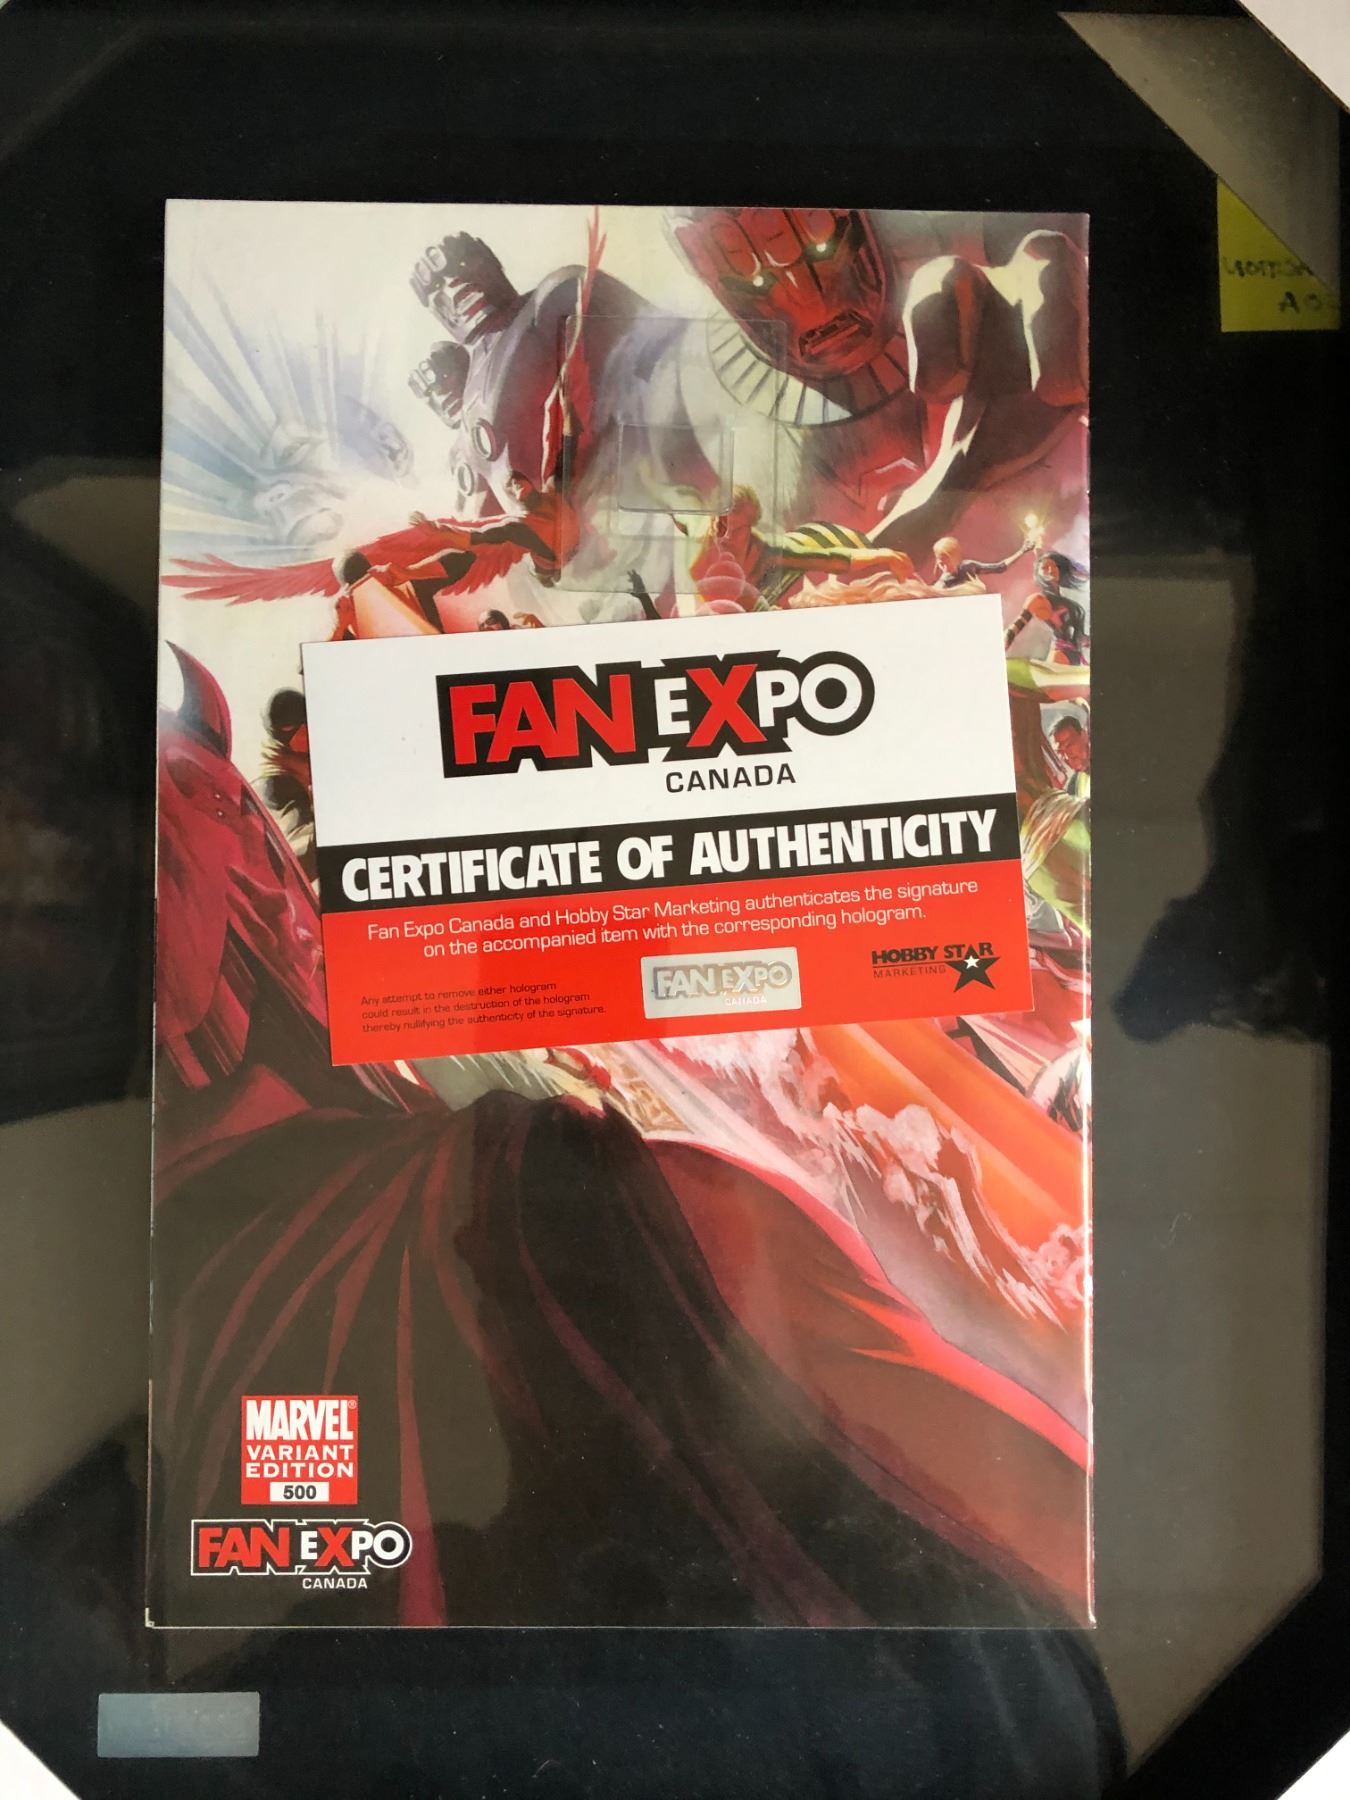 FAN EXPO
CANADA
CERTIFICATE OF AUTHENTICITY
Fan Expo Canada and Hobby Star Marketing authenticates the signature
on the accompanied item with the corresponding hologram.
Any attempt to remove either hologram
could result in the destruction of the hologram
thereby nullifying the authenticity of the signature.
FAN EXPO
CANADA
HOBBY STAR
MARKETING
MARVEL®
VARIANT
EDITION
500
FAN EXPO
CANADA